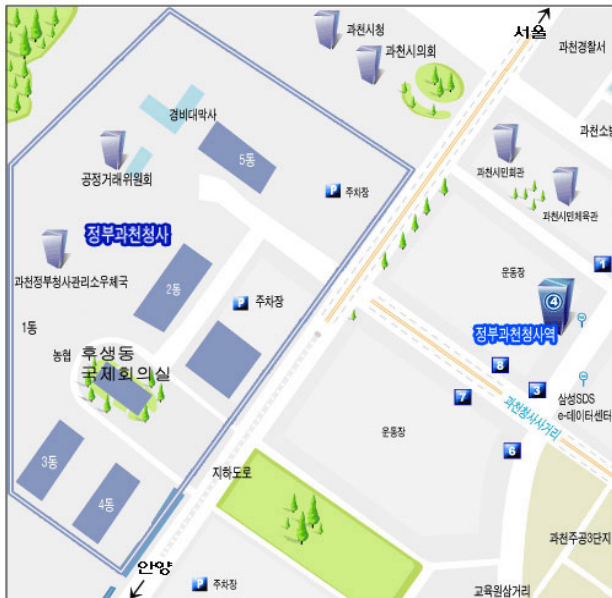 서울
과천시청
과천시의회
과천경찰서
경비대막사
과천소방
5동
공정거래위원회
과천시민회관
P 주차장
과천시민체육관
정부과천청사
과천정부청사관리소우체국
2동
P 주차장
운동장
1
④
정부과천청사역
1동
농협
후생동
국제회의실
8
7
3
삼성SDS
e-데이터센터
과천청사사거리
운동장
6
3동
4동
지하도로
과천주공3단지
안양
P 주차장
교육원삼거리